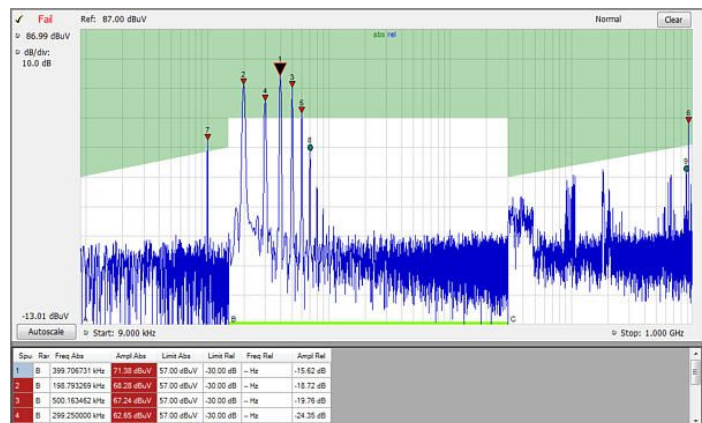 Fail
Ref: 87.00 dBuV
Normal
Clear
86.99 dBuV
dB/div:
10.0 dB
abs rel
1
2
3
4
5
6
7
8
9
A
B
C
-13.01 dBuV
Autoscale
Start: 9.000 kHz
Stop: 1.000 GHz
Spu Ran Freq Abs Ampl Abs Limit Abs Limit Rel Freq Rel Ampl Rel
1 B 399.706731 kHz 71.38 dBuV 57.00 dBuV -30.00 dB -- Hz -15.62 dB
2 B 198.793269 kHz 68.28 dBuV 57.00 dBuV -30.00 dB -- Hz -18.72 dB
3 B 500.163462 kHz 67.24 dBuV 57.00 dBuV -30.00 dB -- Hz -19.76 dB
4 B 299.250000 kHz 62.65 dBuV 57.00 dBuV -30.00 dB -- Hz -24.35 dB